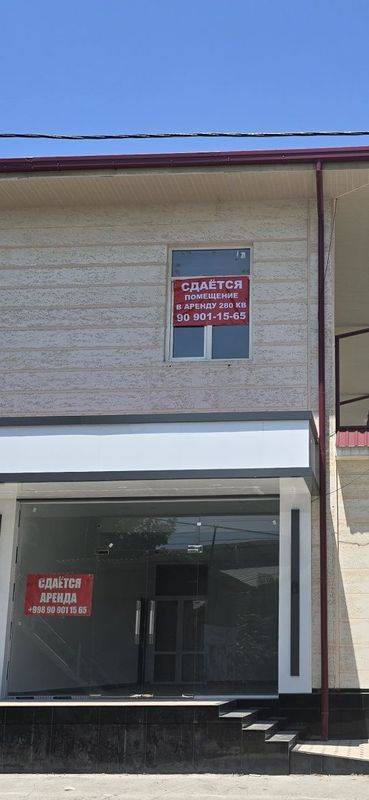 СДАЁТСЯ
ПОМЕЩЕНИЕ
В АРЕНДУ 280 КВ
90 901-15-65
СДАЁТСЯ
АРЕНДА
+998 90 901 15 65